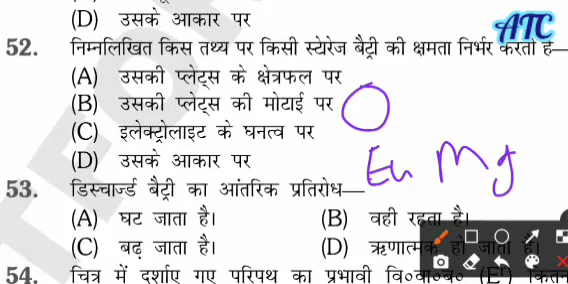 (D) उसके आकार पर
ATC
52. निम्नलिखित किस तथ्य पर किसी स्टोरेज बैट्री की क्षमता निर्भर करती है—
(A) उसकी प्लेट्स के क्षेत्रफल पर
(B) उसकी प्लेट्स की मोटाई पर
(C) इलेक्ट्रोलाइट के घनत्व पर
(D) उसके आकार पर
53. डिस्चार्ज्ड बैट्री का आंतरिक प्रतिरोध—
(A) घट जाता है। (B) वही रहता है।
(C) बढ़ जाता है। (D) ऋणात्मक हो जाता है।
54. चित्र में दर्शाए गए परिपथ का प्रभावी वि०वा०ब० (E')